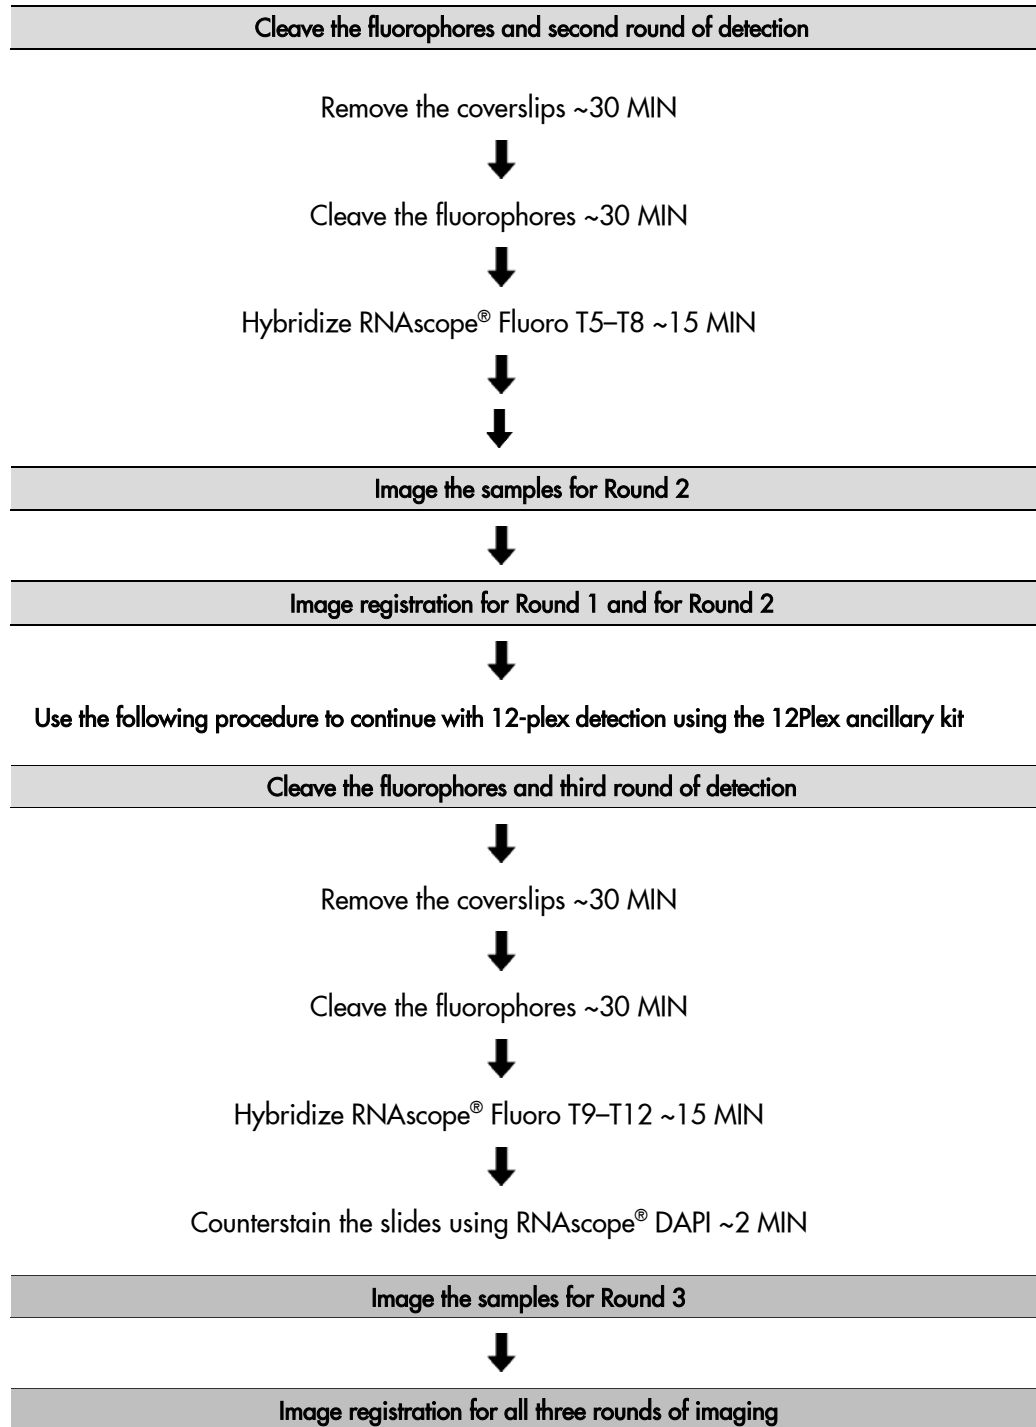 Cleave the fluorophores and second round of detection
Remove the coverslips ~30 MIN
Cleave the fluorophores ~30 MIN
Hybridize RNAscope® Fluoro T5–T8 ~15 MIN
Image the samples for Round 2
Image registration for Round 1 and for Round 2
Use the following procedure to continue with 12-plex detection using the 12Plex ancillary kit
Cleave the fluorophores and third round of detection
Remove the coverslips ~30 MIN
Cleave the fluorophores ~30 MIN
Hybridize RNAscope® Fluoro T9–T12 ~15 MIN
Counterstain the slides using RNAscope® DAPI ~2 MIN
Image the samples for Round 3
Image registration for all three rounds of imaging